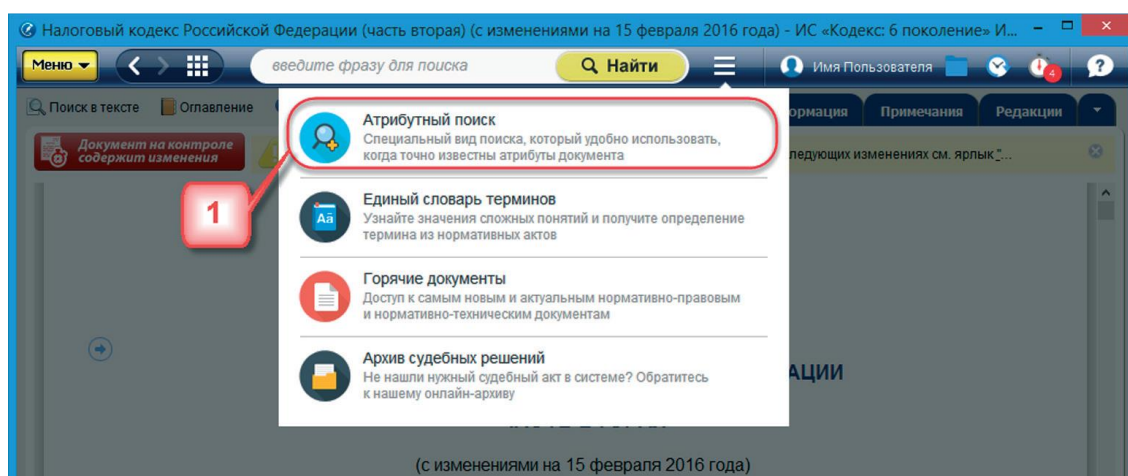 Налоговый кодекс Российской Федерации (часть вторая) (с изменениями на 15 февраля 2016 года) - ИС «Кодекс: 6 поколение» И...
Меню
введите фразу для поиска
Найти
Имя Пользователя
4
?
Поиск в тексте
Оглавление
Примечания
Редакции
Документ на контроле
содержит изменения
ледующих изменениях см. ярлык "...
1
Атрибутный поиск
Специальный вид поиска, который удобно использовать,
когда точно известны атрибуты документа
Аä
Единый словарь терминов
Узнайте значения сложных понятий и получите определение
термина из нормативных актов
Горячие документы
Доступ к самым новым и актуальным нормативно-правовым
и нормативно-техническим документам
Архив судебных решений
Не нашли нужный судебный акт в системе? Обратитесь
к нашему онлайн-архиву
АЦИИ
(с изменениями на 15 февраля 2016 года)